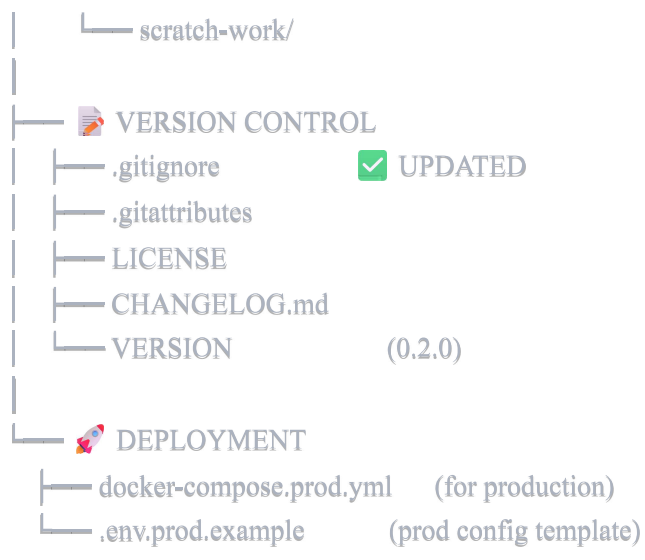 scratch-work/
📝 VERSION CONTROL
.gitignore ✅ UPDATED
.gitattributes
LICENSE
CHANGELOG.md
VERSION (0.2.0)
🚀 DEPLOYMENT
docker-compose.prod.yml (for production)
.env.prod.example (prod config template)